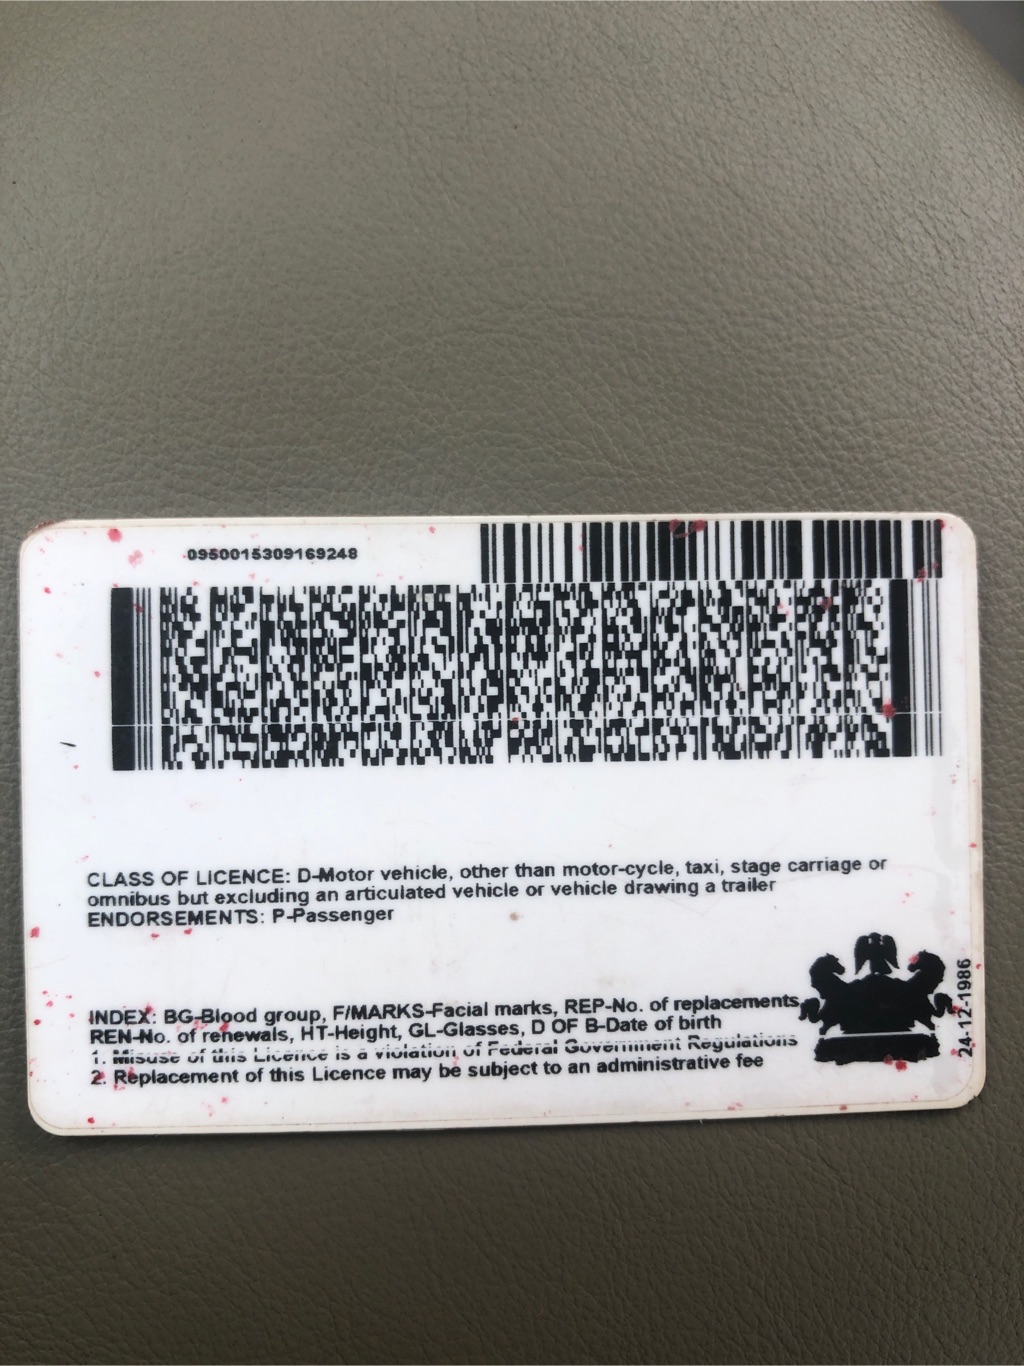 0950015309169248
CLASS OF LICENCE: D-Motor vehicle, other than motor-cycle, taxi, stage carriage or
omnibus but excluding an articulated vehicle or vehicle drawing a trailer
ENDORSEMENTS: P-Passenger
INDEX: BG-Blood group, F/MARKS-Facial marks, REP-No. of replacements,
REN-No. of renewals, HT-Height, GL-Glasses, D OF B-Date of birth
1. Misuse of this Licence is a violation of Federal Government Regulations
2. Replacement of this Licence may be subject to an administrative fee
24-12-1986